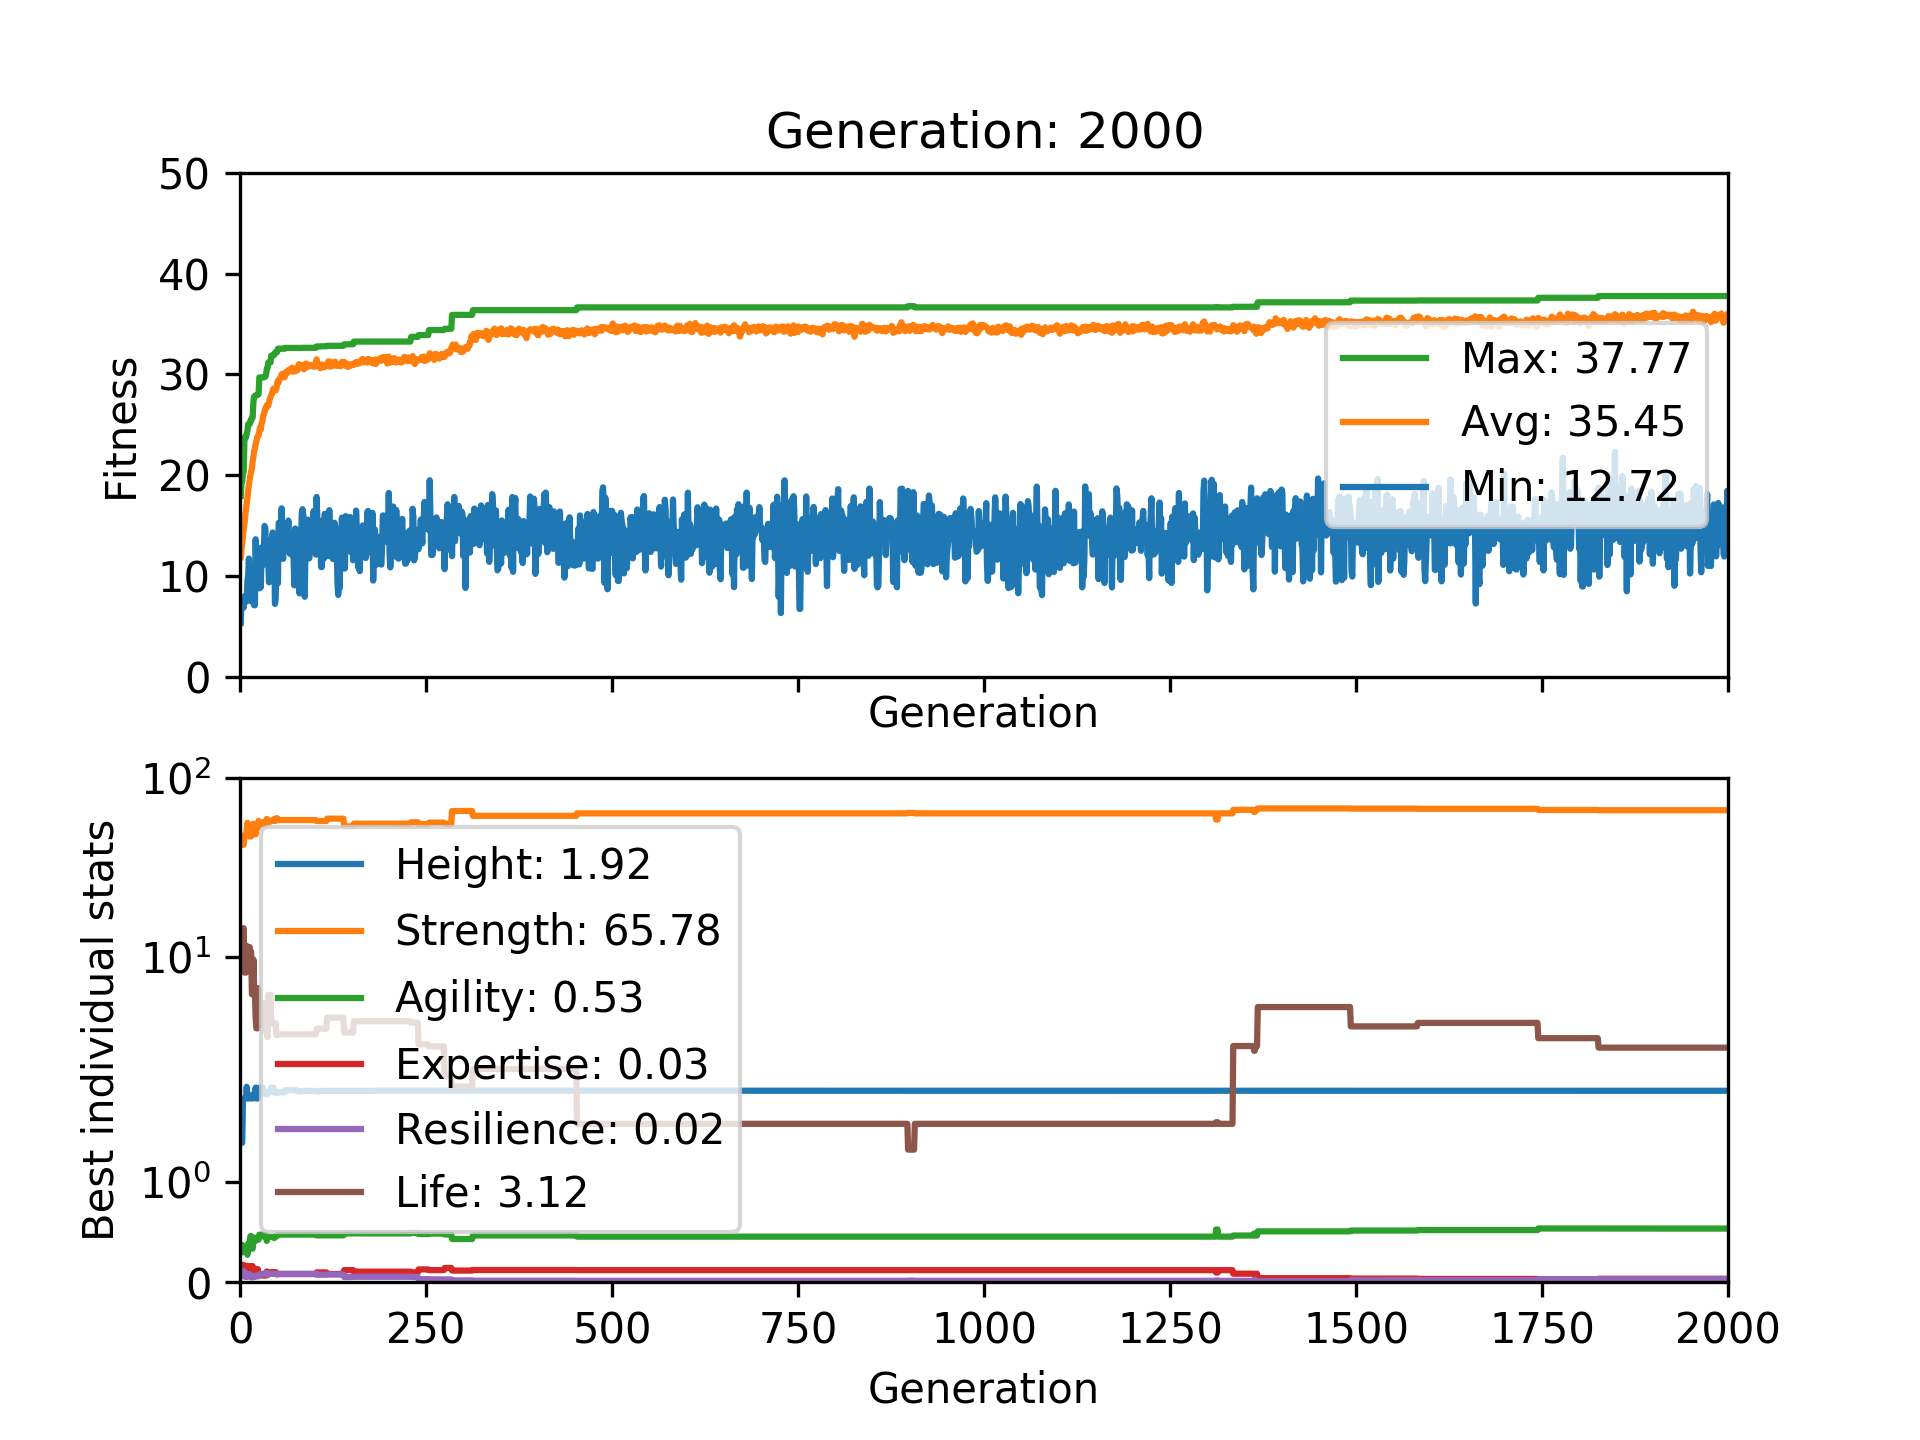 Generation: 2000
50
40
30
20
10
0
Fitness
Max: 37.77
Avg: 35.45
Min: 12.72
Generation
10²
10¹
10⁰
0
Best individual stats
Height: 1.92
Strength: 65.78
Agility: 0.53
Expertise: 0.03
Resilience: 0.02
Life: 3.12
0 250 500 750 1000 1250 1500 1750 2000
Generation